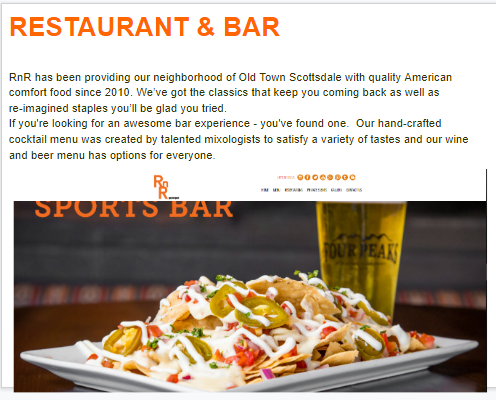 RESTAURANT & BAR
RnR has been providing our neighborhood of Old Town Scottsdale with quality American
comfort food since 2010. We've got the classics that keep you coming back as well as
re-imagined staples you'll be glad you tried.
If you're looking for an awesome bar experience - you've found one.  Our hand-crafted
cocktail menu was created by talented mixologists to satisfy a variety of tastes and our wine
and beer menu has options for everyone.
RnR
SPORTS BAR
FOUR PEAKS